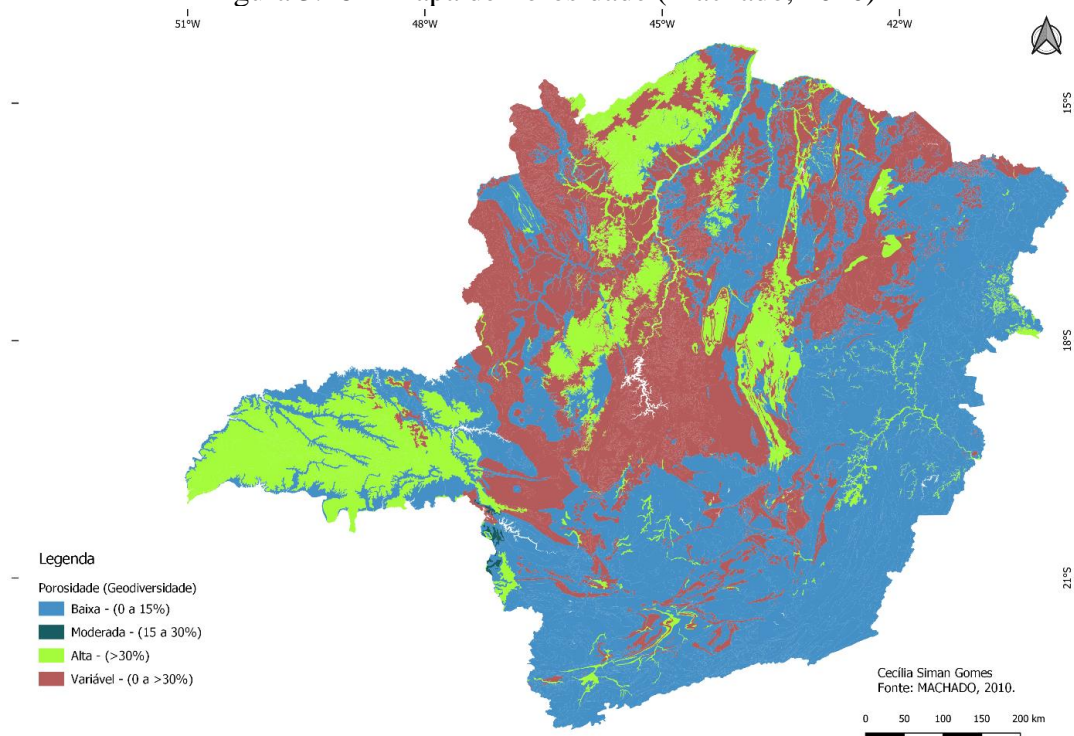 51°W 48°W 45°W 42°W
15°S
18°S
21°S
Legenda
Porosidade (Geodiversidade)
Baixa - (0 a 15%)
Moderada - (15 a 30%)
Alta - (>30%)
Variável - (0 a >30%)
Cecília Siman Gomes
Fonte: MACHADO, 2010.
0 50 100 150 200 km